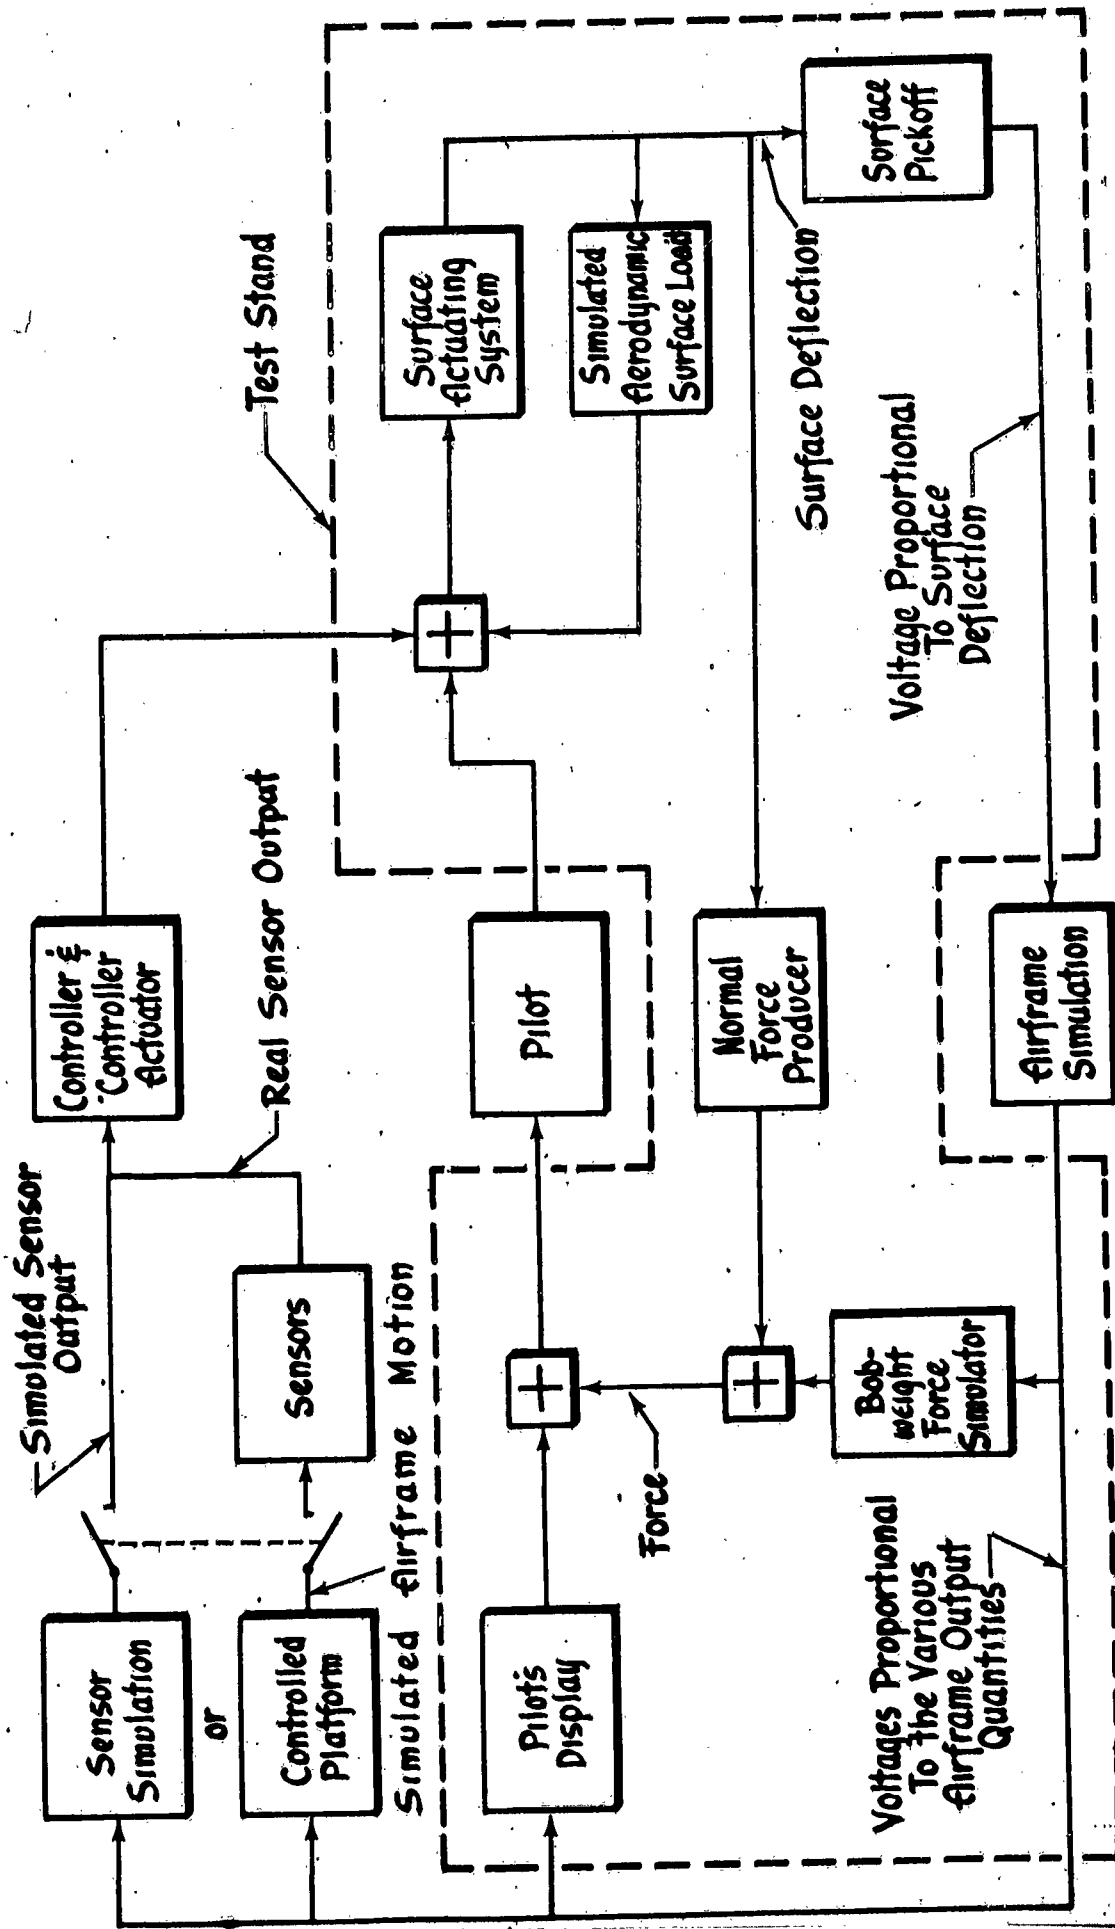 Sensor
Simulation
or
Controlled
Platform
Simulated Sensor
Output
Sensors
Simulated Airframe Motion
Controller &
Controller
Actuator
Real Sensor Output
Test Stand
Pilot's
Display
Pilot
Surface
Actuating
System
Simulated
Aerodynamic
Surface Load
Force
Normal
Force
Producer
Surface Deflection
Bob-
Weight
Force
Simulator
Surface
Pickoff
Voltages Proportional
To the Various
Airframe Output
Quantities
Airframe
Simulation
Voltage Proportional
To Surface
Deflection